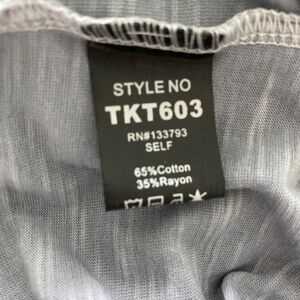 STYLE NO
TKT603
RN#133793
SELF
65%Cotton
35%Rayon